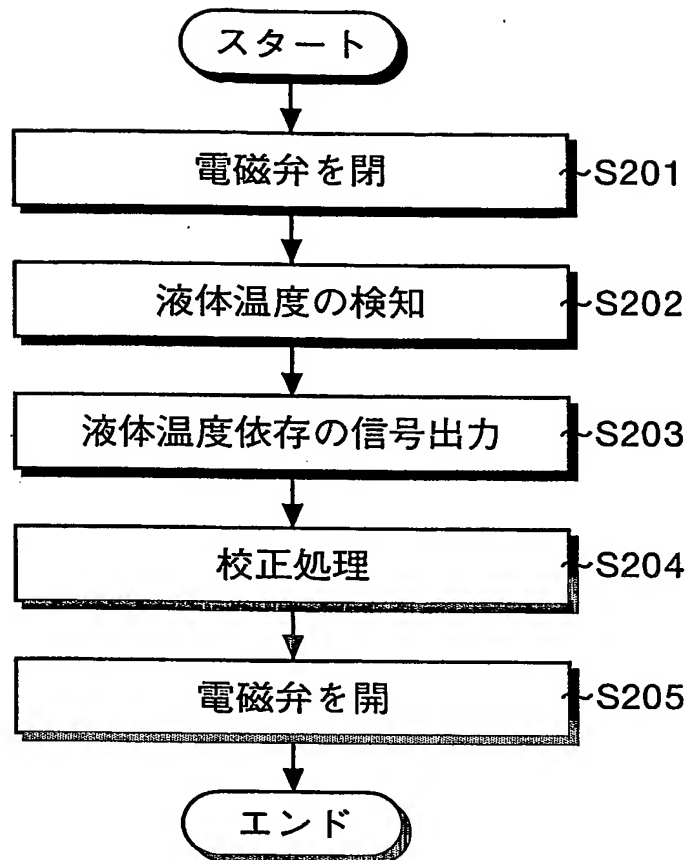 スタート
電磁弁を閉 S201
液体温度の検知 S202
液体温度依存の信号出力 S203
校正処理 S204
電磁弁を開 S205
エンド